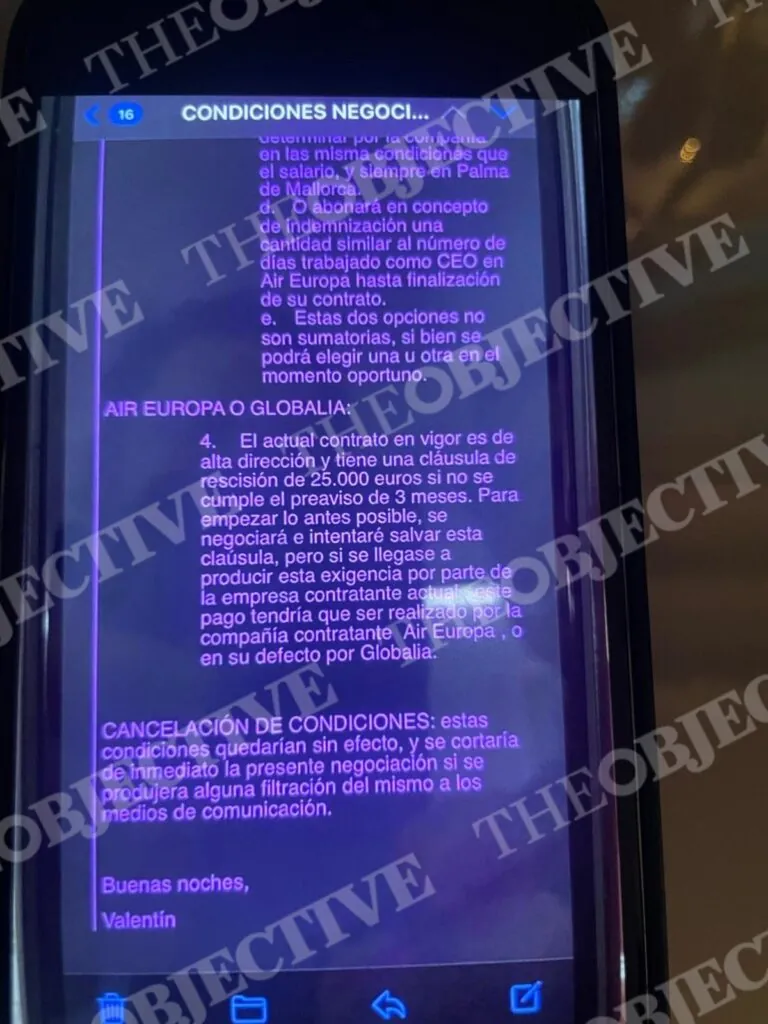 16
CONDICIONES NEGOCI...
determinar por la compañía
en las misma condiciones que
el salario, y siempre en Palma
de Mallorca.
d. O abonará en concepto
de indemnización una
cantidad similar al número de
días trabajado como CEO en
Air Europa hasta finalización
de su contrato.
e. Estas dos opciones no
son sumatorias, si bien se
podrá elegir una u otra en el
momento oportuno.
AIR EUROPA O GLOBALIA:
4. El actual contrato en vigor es de
alta dirección y tiene una cláusula de
rescisión de 25.000 euros si no se
cumple el preaviso de 3 meses. Para
empezar lo antes posible, se
negociará e intentaré salvar esta
claúsula, pero si se llegase a
producir esta exigencia por parte de
la empresa contratante actual este
pago tendría que ser realizado por la
compañía contratante Air Europa , o
en su defecto por Globalia.
CANCELACIÓN DE CONDICIONES: estas
condiciones quedarían sin efecto, y se cortaría
de inmediato la presente negociación si se
produjera alguna filtración del mismo a los
medios de comunicación.
Buenas noches,
Valentín
THEOBJECTIVE